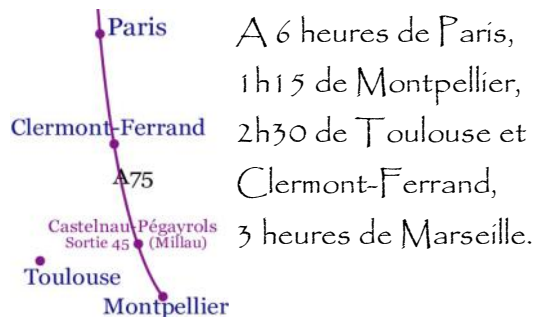 Paris
Clermont-Ferrand
A75
Castelnau-Pégayrols
Sortie 45 (Millau)
Toulouse
Montpellier
A 6 heures de Paris,
1h15 de Montpellier,
2h30 de Toulouse et
Clermont-Ferrand,
3 heures de Marseille.